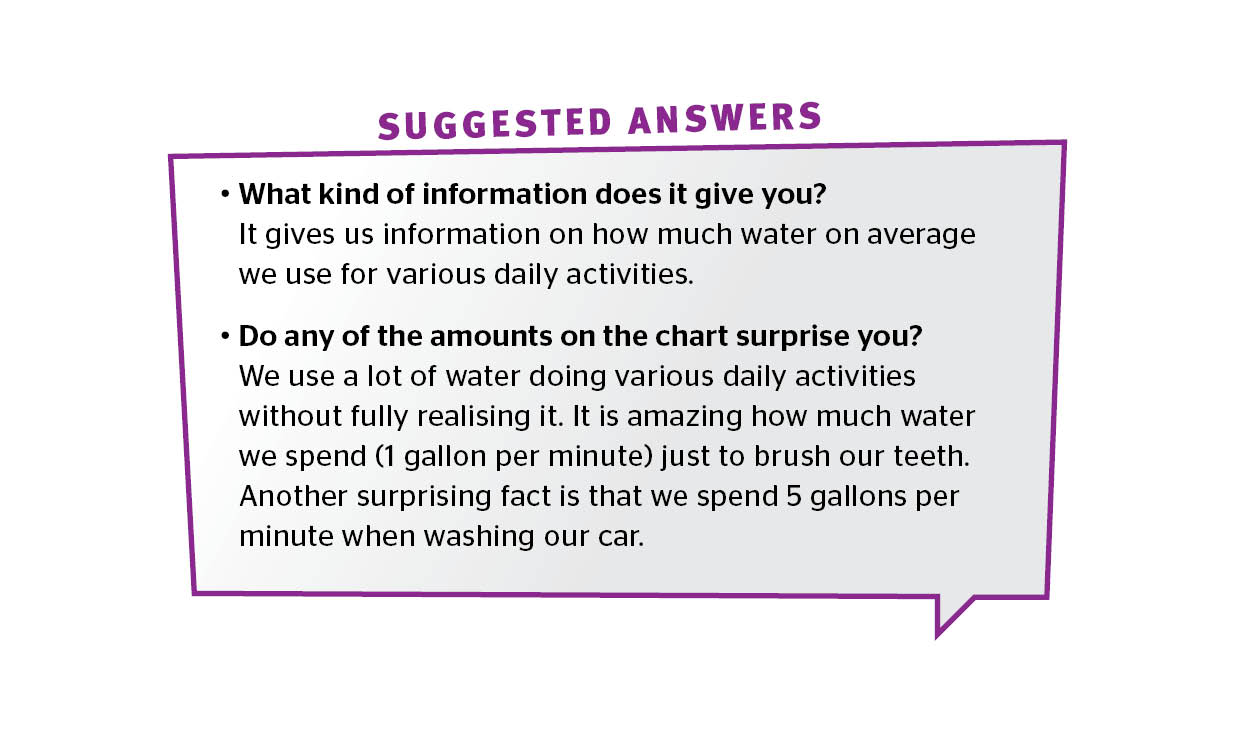 SUGGESTED ANSWERS
• What kind of information does it give you?
It gives us information on how much water on average
we use for various daily activities.
• Do any of the amounts on the chart surprise you?
We use a lot of water doing various daily activities
without fully realising it. It is amazing how much water
we spend (1 gallon per minute) just to brush our teeth.
Another surprising fact is that we spend 5 gallons per
minute when washing our car.